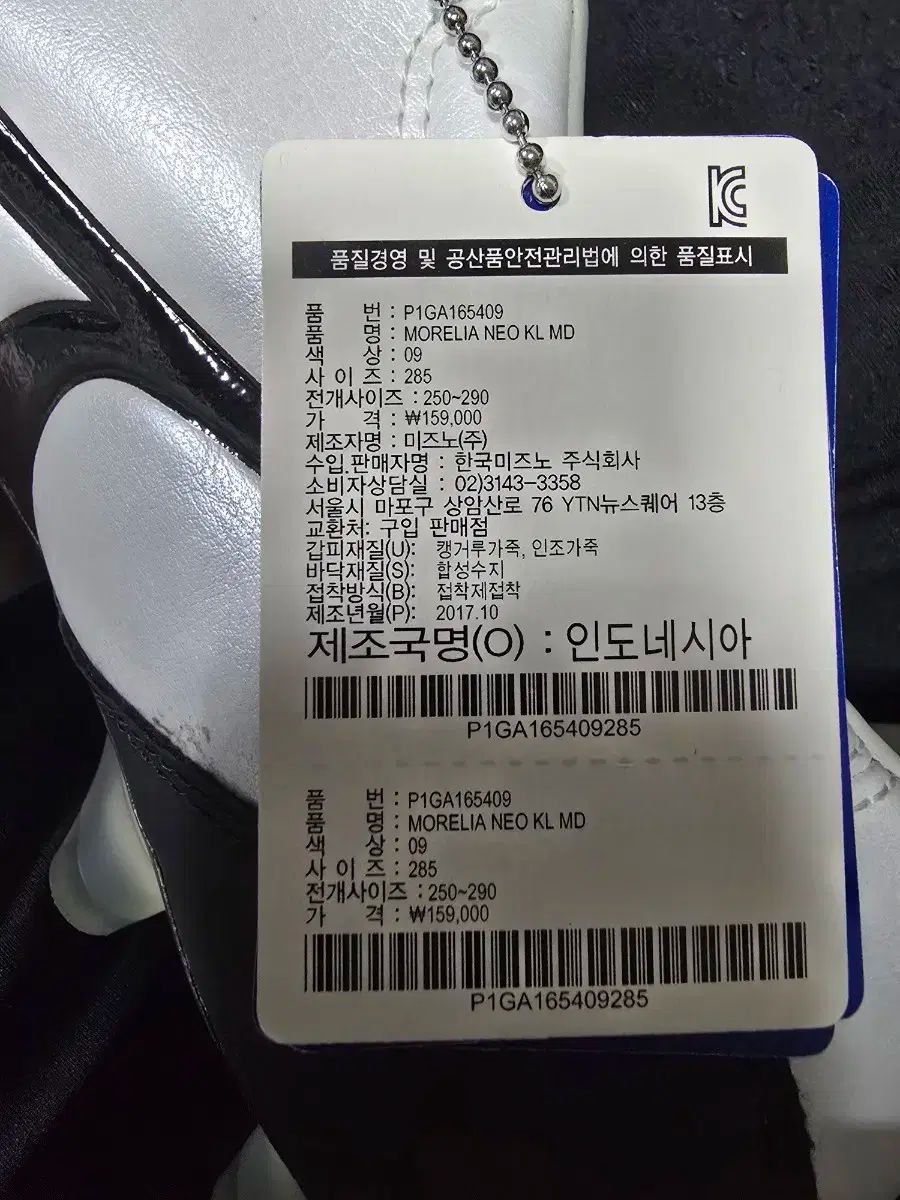 KC
품질경영 및 공산품안전관리법에 의한 품질표시
품 번 : P1GA165409
품 명 : MORELIA NEO KL MD
색 상 : 09
사 이 즈 : 285
전개사이즈 : 250~290
가 격 : ₩159,000
제조자명 : 미즈노(주)
수입.판매자명 : 한국미즈노 주식회사
소비자상담실 : 02)3143-3358
서울시 마포구 상암산로 76 YTN뉴스퀘어 13층
교환처: 구입 판매점
갑피재질(U): 캥거루가죽, 인조가죽
바닥재질(S): 합성수지
접착방식(B): 접착제접착
제조년월(P): 2017.10
제조국명(O) : 인도네시아
P1GA165409285
품 번 : P1GA165409
품 명 : MORELIA NEO KL MD
색 상 : 09
사 이 즈 : 285
전개사이즈 : 250~290
가 격 : ₩159,000
P1GA165409285